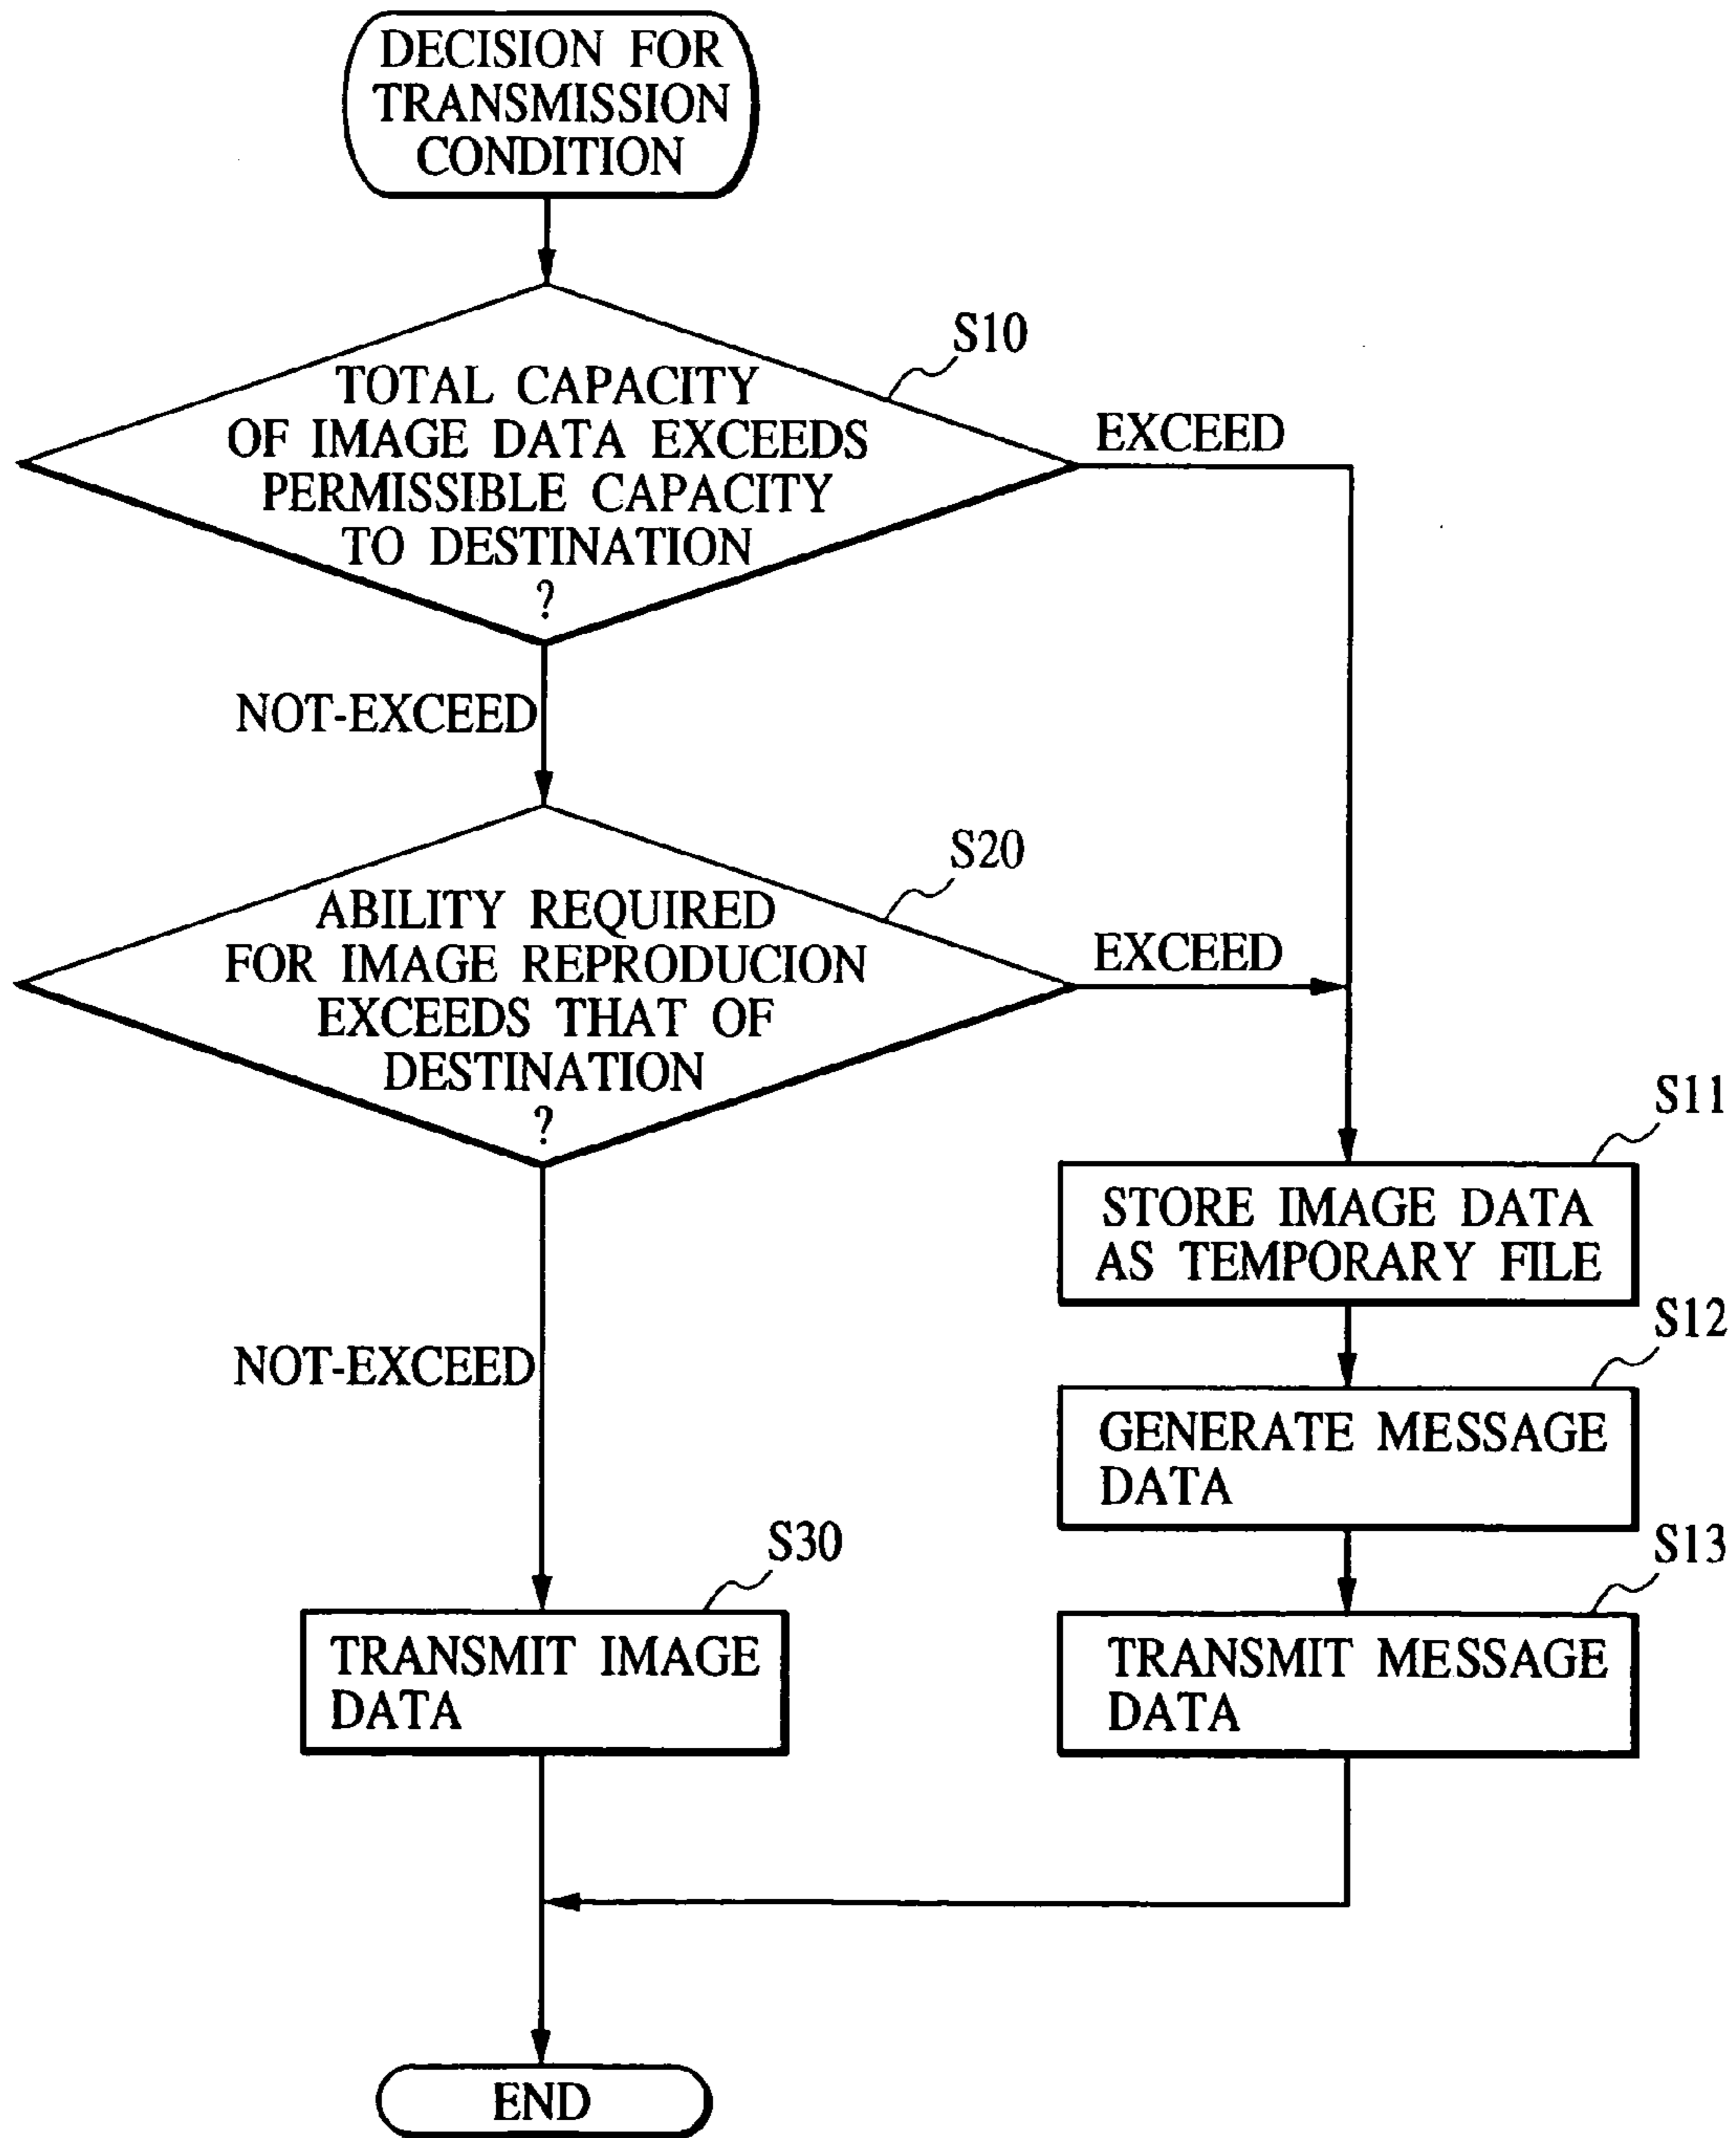 DECISION FOR
TRANSMISSION
CONDITION
S10
TOTAL CAPACITY
OF IMAGE DATA EXCEEDS
PERMISSIBLE CAPACITY
TO DESTINATION
?
EXCEED
NOT-EXCEED
S20
ABILITY REQUIRED
FOR IMAGE REPRODUCION
EXCEEDS THAT OF
DESTINATION
?
EXCEED
S11
STORE IMAGE DATA
AS TEMPORARY FILE
S12
NOT-EXCEED
GENERATE MESSAGE
DATA
S30
TRANSMIT IMAGE
DATA
S13
TRANSMIT MESSAGE
DATA
END